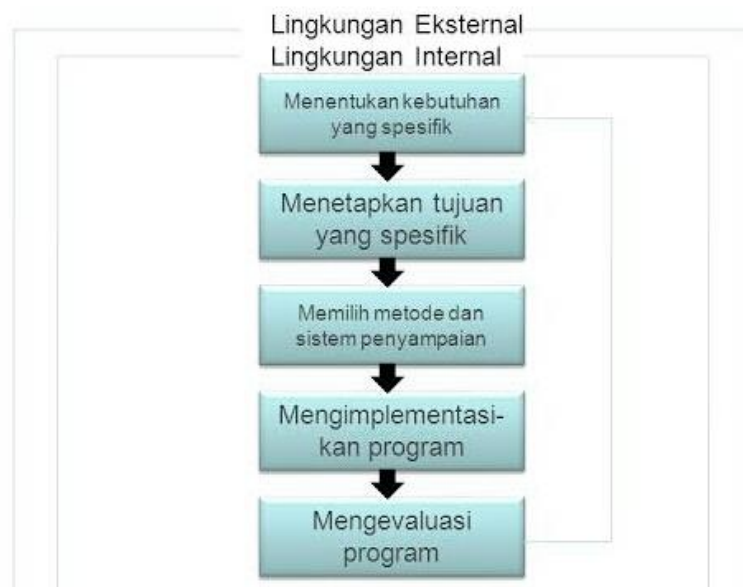 Lingkungan Eksternal
Lingkungan Internal
Menentukan kebutuhan
yang spesifik
Menetapkan tujuan
yang spesifik
Memilih metode dan
sistem penyampaian
Mengimplementasi-
kan program
Mengevaluasi
program